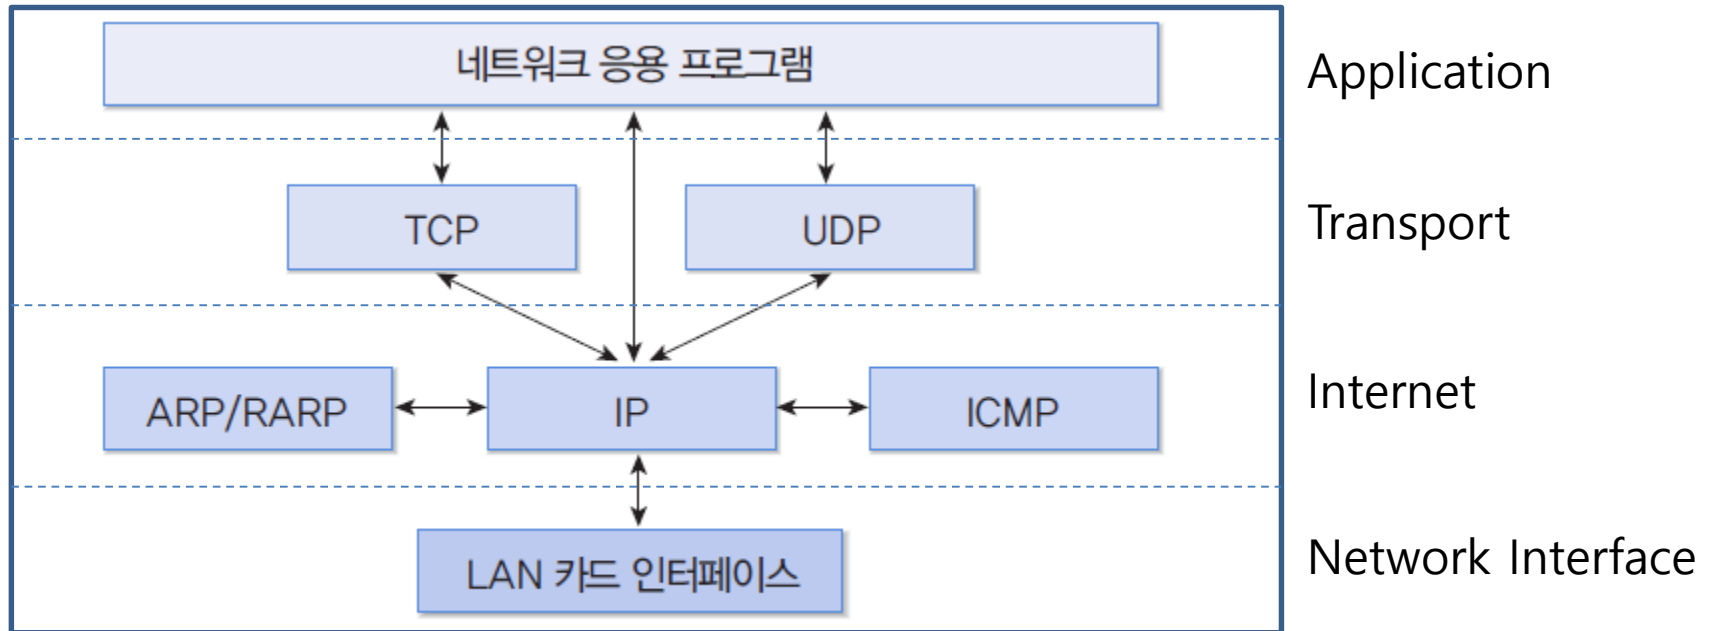 네트워크 응용 프로그램
Application
TCP
UDP
Transport
ARP/RARP
IP
ICMP
Internet
LAN 카드 인터페이스
Network Interface